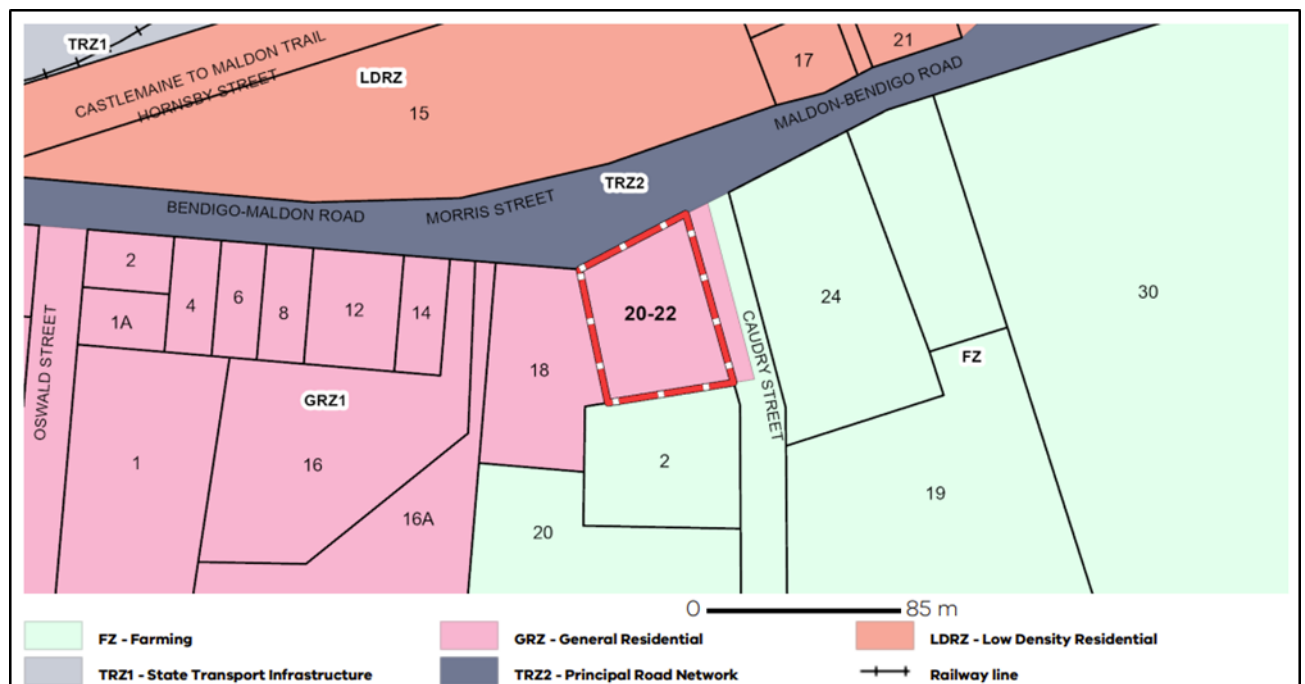 TRZ1
CASTLEMAINE TO MALDON TRAIL
HORNSBY STREET
LDRZ
15
17
21
MALDON-BENDIGO ROAD
TRZ2
BENDIGO-MALDON ROAD
MORRIS STREET
OSWALD STREET
2
1A
4
6
8
12
14
18
20-22
CAUDRY STREET
24
30
FZ
GRZ1
1
16
16A
2
20
19
0 85 m
FZ - Farming
GRZ - General Residential
LDRZ - Low Density Residential
TRZ1 - State Transport Infrastructure
TRZ2 - Principal Road Network
Railway line